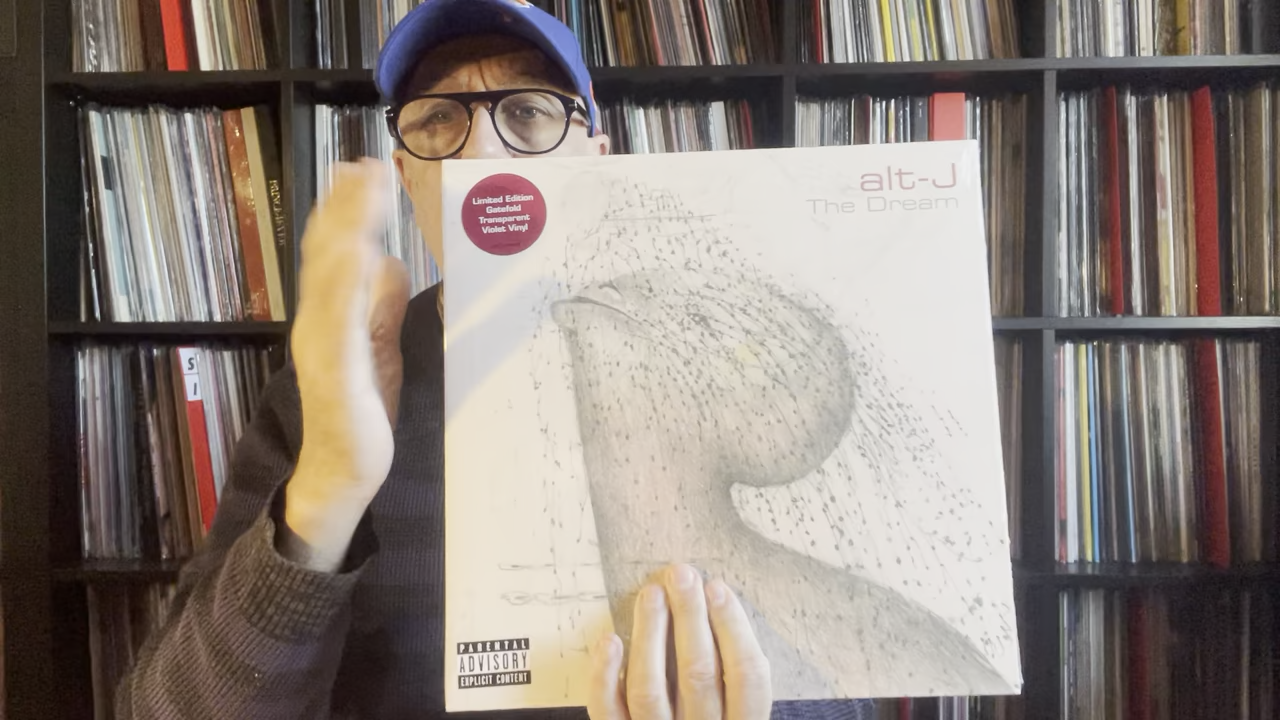 alt-J
The Dream
Limited Edition
Gatefold
Transparent
Violet Vinyl
PARENTAL
ADVISORY
EXPLICIT CONTENT